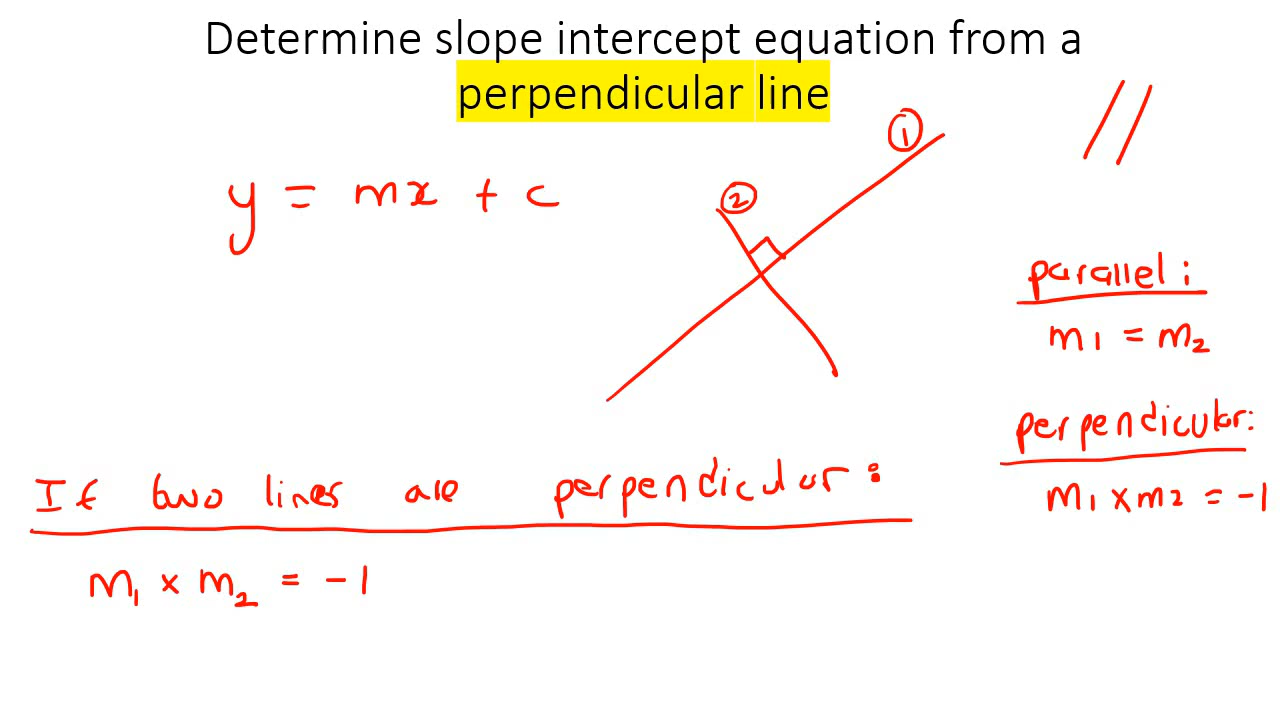 Determine slope intercept equation from a
perpendicular line
y = mx + c
①
②
parallel:
m1 = m2
perpendicular:
m1 x m2 = -1
If two lines are perpendicular:
m1 x m2 = -1